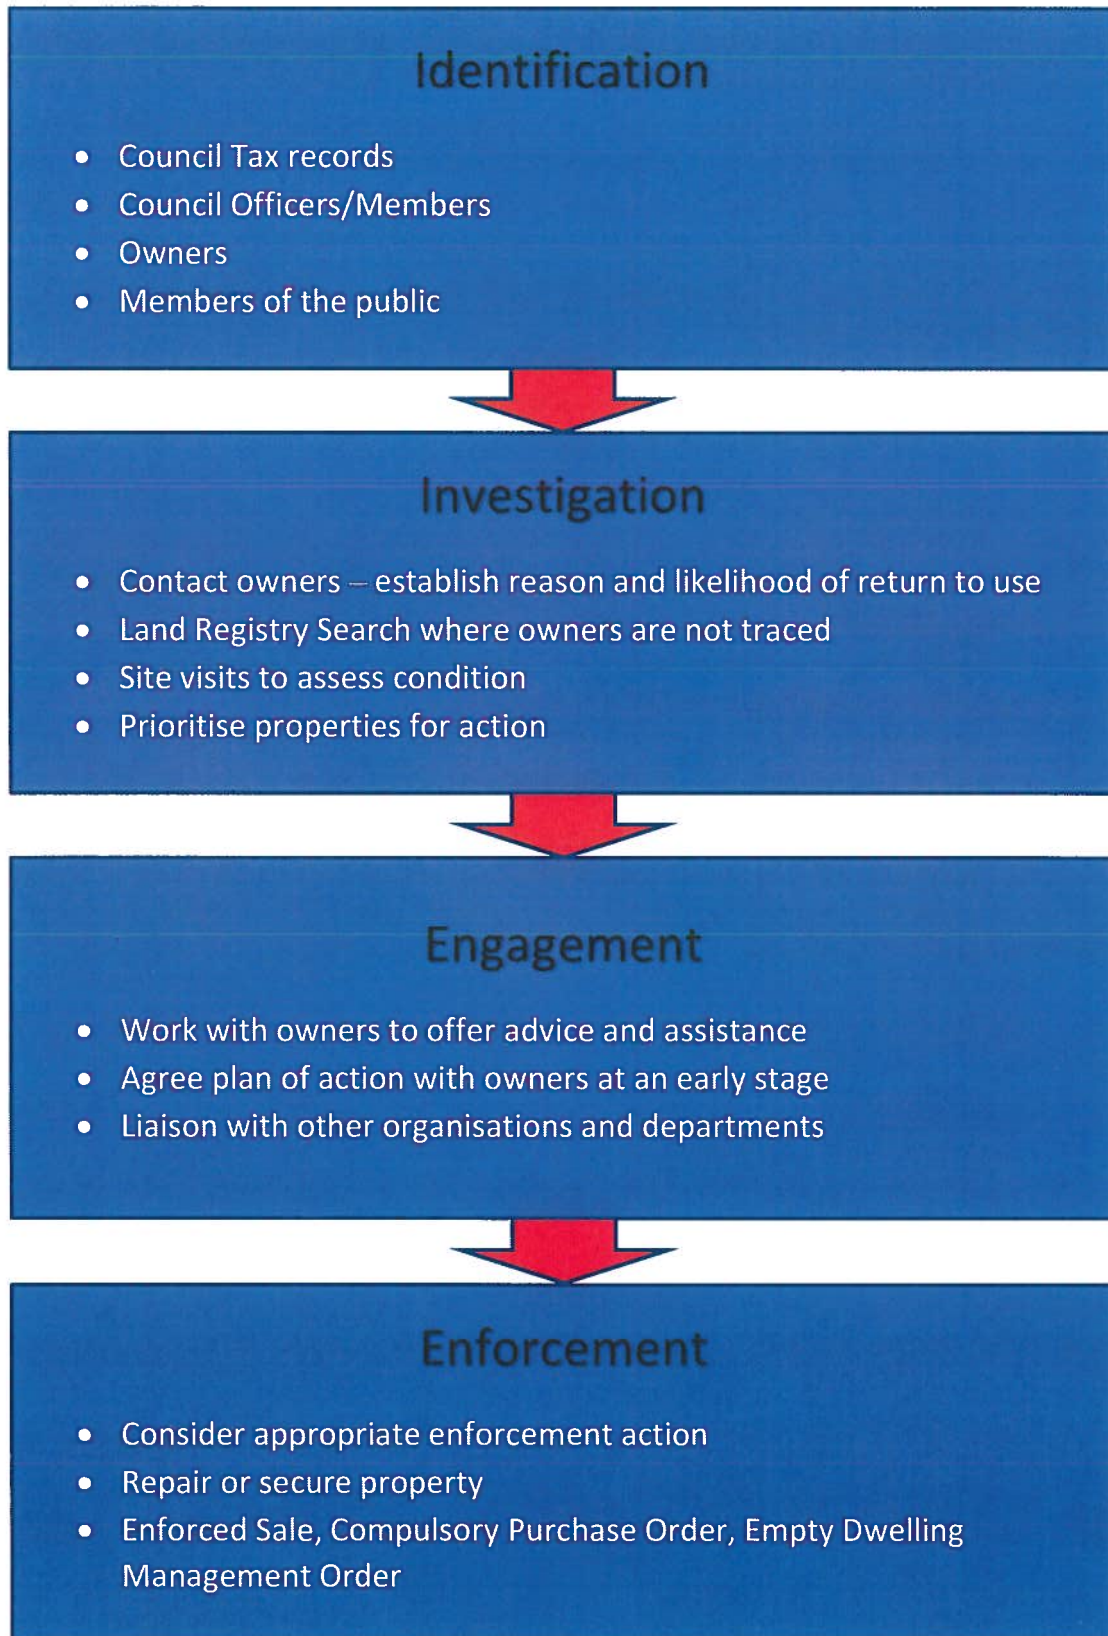 Identification
• Council Tax records
• Council Officers/Members
• Owners
• Members of the public
Investigation
• Contact owners – establish reason and likelihood of return to use
• Land Registry Search where owners are not traced
• Site visits to assess condition
• Prioritise properties for action
Engagement
• Work with owners to offer advice and assistance
• Agree plan of action with owners at an early stage
• Liaison with other organisations and departments
Enforcement
• Consider appropriate enforcement action
• Repair or secure property
• Enforced Sale, Compulsory Purchase Order, Empty Dwelling
Management Order